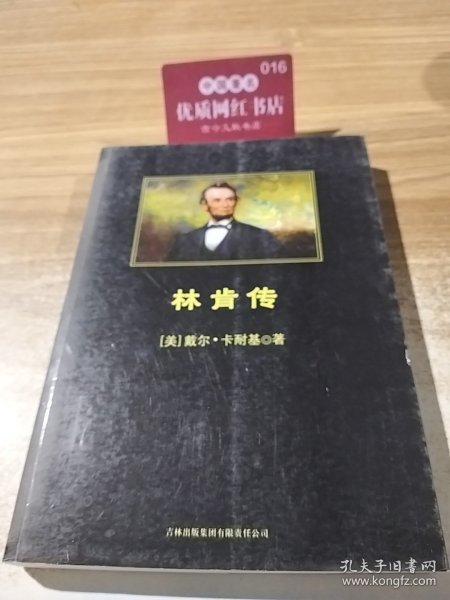 016
优质网红书店
林肯传
[美]戴尔·卡耐基◎著
吉林出版集团有限责任公司
孔夫子旧书网
www.kongfz.com